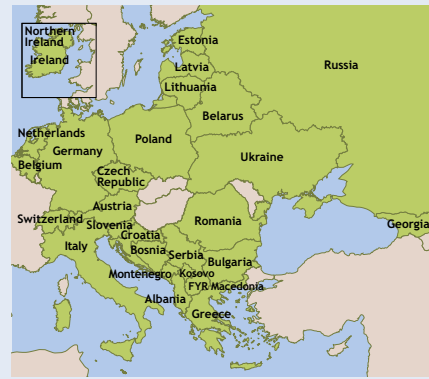 Northern
Ireland
Ireland
Estonia
Latvia
Russia
Lithuania
Belarus
Netherlands
Germany
Poland
Belgium
Ukraine
Czech
Republic
Austria
Switzerland
Slovenia
Romania
Georgia
Croatia
Italy
Bosnia
Serbia
Bulgaria
Montenegro
Kosovo
FYR Macedonia
Albania
Greece